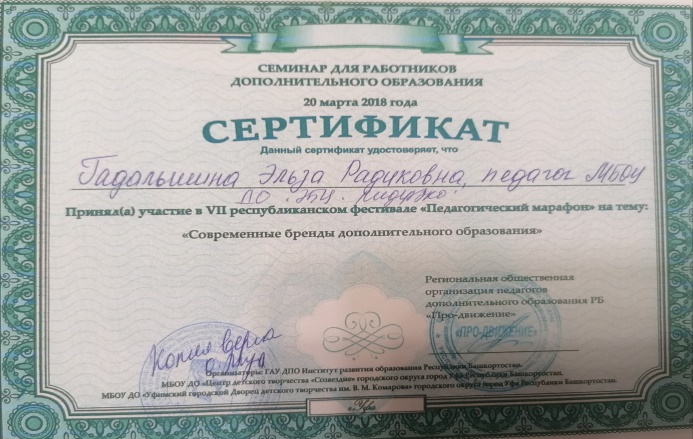 СЕМИНАР ДЛЯ РАБОТНИКОВ
ДОПОЛНИТЕЛЬНОГО ОБРАЗОВАНИЯ
20 марта 2018 года
СЕРТИФИКАТ
Данный сертификат удостоверяет, что
Гадольшина Эльза Радиковна, педагог МБОУ
ДО
Принял(а) участие в VII республиканском фестивале «Педагогический марафон» на тему:
«Современные бренды дополнительного образования»
Региональная общественная
организация педагогов
дополнительного образования РБ
«Про-движение»
«ПРО-ДВИЖЕНИЕ»
Копия верна
Организаторы: ГАУ ДПО Институт развития образования Республики Башкортостан.
МБОУ ДО «Центр детского творчества «Созвездие» городского округа город Уфа Республики Башкортостан.
МБОУ ДО «Уфимский городской Дворец детского творчества им. В. М. Комарова» городского округа город Уфа Республики Башкортостан.
г. Уфа